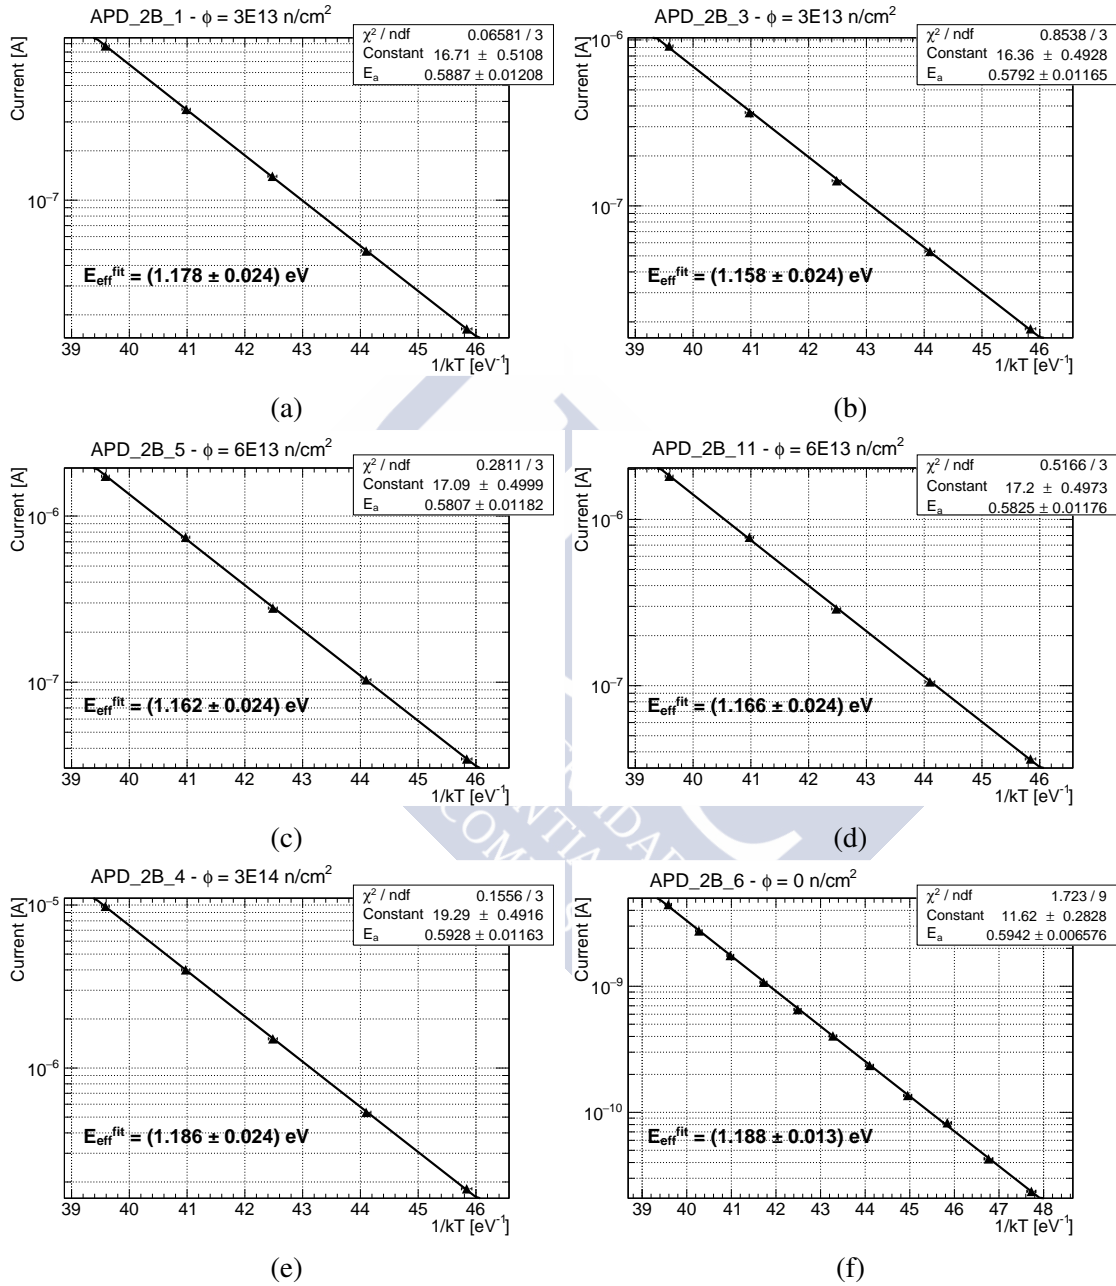 APD_2B_1 - ϕ = 3E13 n/cm²
Current [A]
χ² / ndf 0.06581 / 3
Constant 16.71 ± 0.5108
Eₐ 0.5887 ± 0.01208
10⁻⁷
E_eff^fit = (1.178 ± 0.024) eV
39 40 41 42 43 44 45 46
1/kT [eV⁻¹]
(a)
APD_2B_3 - ϕ = 3E13 n/cm²
Current [A]
χ² / ndf 0.8538 / 3
Constant 16.36 ± 0.4928
Eₐ 0.5792 ± 0.01165
10⁻⁶
10⁻⁷
E_eff^fit = (1.158 ± 0.024) eV
39 40 41 42 43 44 45 46
1/kT [eV⁻¹]
(b)
APD_2B_5 - ϕ = 6E13 n/cm²
Current [A]
χ² / ndf 0.2811 / 3
Constant 17.09 ± 0.4999
Eₐ 0.5807 ± 0.01182
10⁻⁶
10⁻⁷
E_eff^fit = (1.162 ± 0.024) eV
39 40 41 42 43 44 45 46
1/kT [eV⁻¹]
(c)
APD_2B_11 - ϕ = 6E13 n/cm²
Current [A]
χ² / ndf 0.5166 / 3
Constant 17.2 ± 0.4973
Eₐ 0.5825 ± 0.01176
10⁻⁶
10⁻⁷
E_eff^fit = (1.166 ± 0.024) eV
39 40 41 42 43 44 45 46
1/kT [eV⁻¹]
(d)
APD_2B_4 - ϕ = 3E14 n/cm²
Current [A]
χ² / ndf 0.1556 / 3
Constant 19.29 ± 0.4916
Eₐ 0.5928 ± 0.01163
10⁻⁵
10⁻⁶
E_eff^fit = (1.186 ± 0.024) eV
39 40 41 42 43 44 45 46
1/kT [eV⁻¹]
(e)
APD_2B_6 - ϕ = 0 n/cm²
Current [A]
χ² / ndf 1.723 / 9
Constant 11.62 ± 0.2828
Eₐ 0.5942 ± 0.006576
10⁻⁹
10⁻¹⁰
E_eff^fit = (1.188 ± 0.013) eV
39 40 41 42 43 44 45 46 47 48
1/kT [eV⁻¹]
(f)